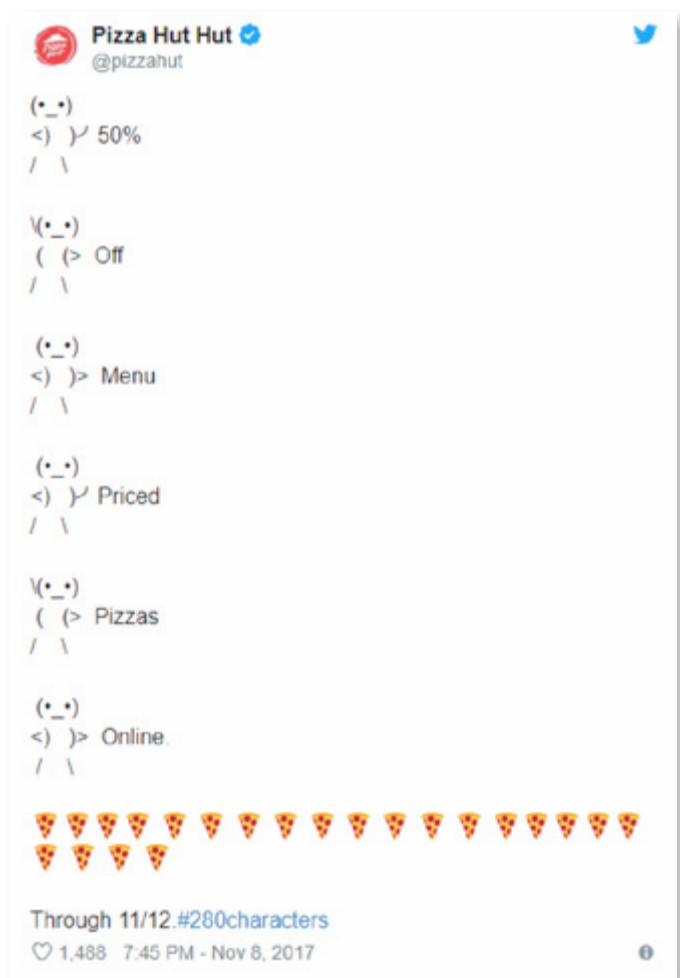 Pizza Hut Hut
@pizzahut
(•_•)
<) )╯ 50%
/ \
\(•_•)
( (> Off
/ \
(•_•)
<) )> Menu
/ \
(•_•)
<) )╯ Priced
/ \
\(•_•)
( (> Pizzas
/ \
(•_•)
<) )> Online.
/ \
🍕🍕🍕🍕🍕🍕🍕🍕🍕🍕🍕🍕🍕🍕🍕🍕🍕🍕
🍕🍕🍕🍕
Through 11/12.#280characters
1,488 7:45 PM - Nov 8, 2017